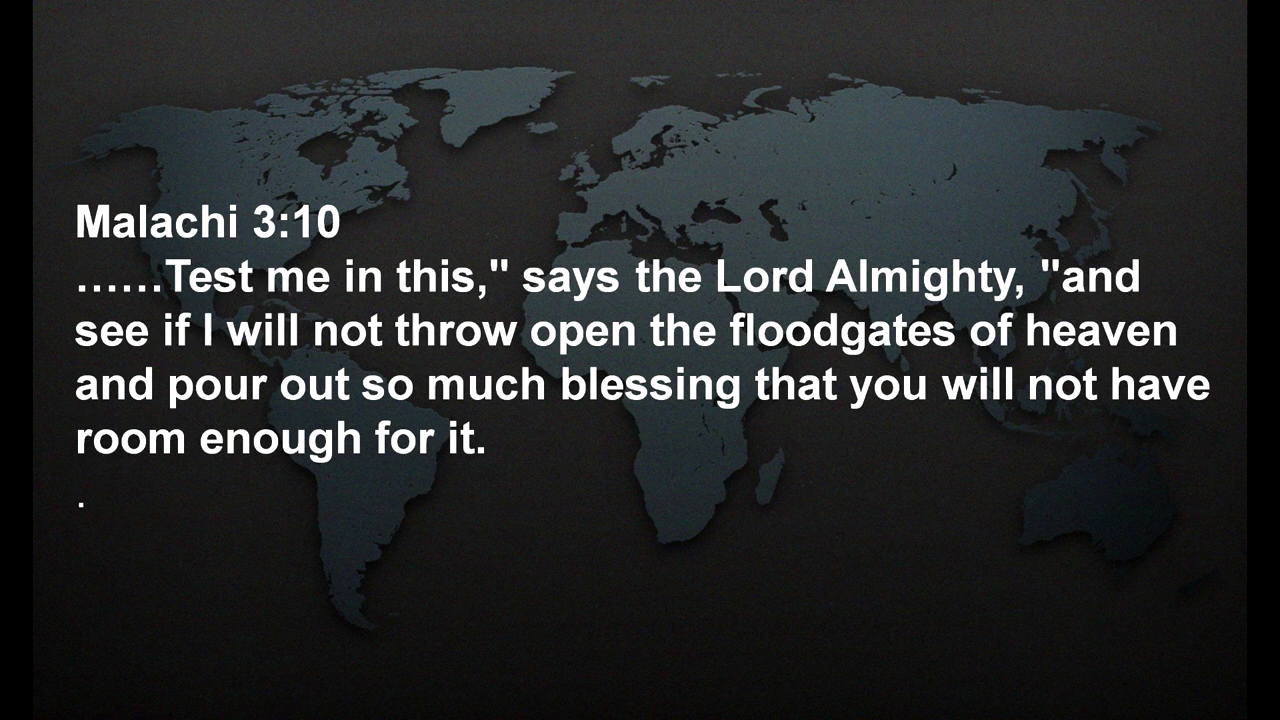 Malachi 3:10
......Test me in this," says the Lord Almighty, "and
see if I will not throw open the floodgates of heaven
and pour out so much blessing that you will not have
room enough for it.
.